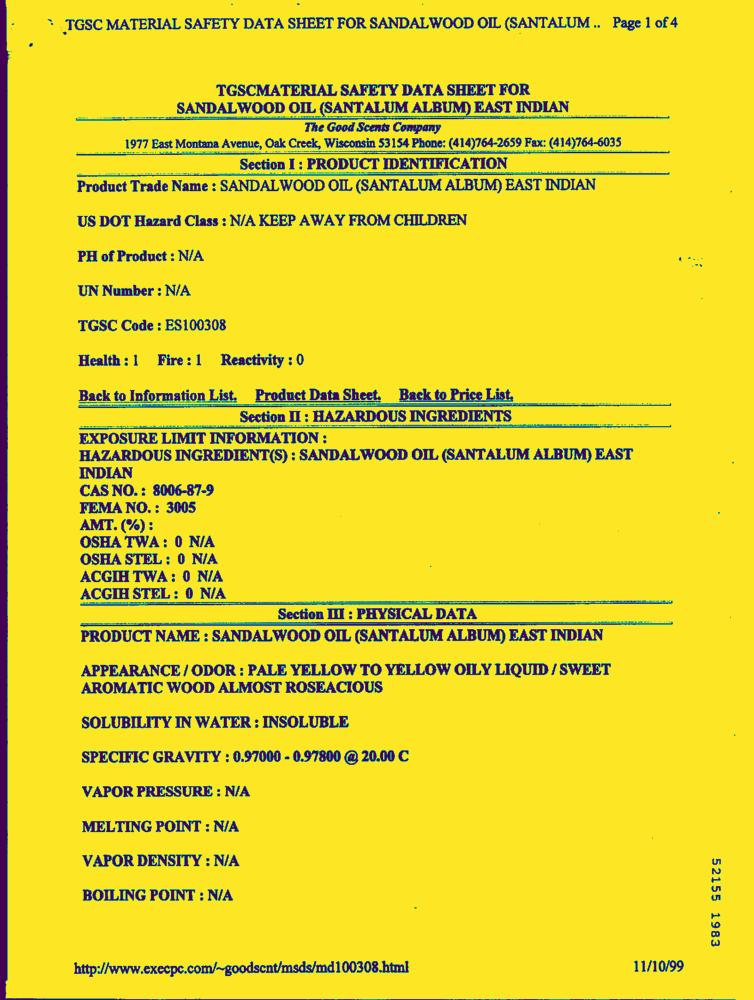 TGSC MATERIAL SAFETY DATA SHEET FOR SANDALWOOD OIL (SANTALUM .. Page 1 of 4
TGSCMATERIAL SAFETY DATA SHEET FOR
SANDALWOOD OIL (SANTALUM ALBUM) EAST INDIAN
The Good Scents Company
1977 East Montana Avenue, Oak Creek, Wisconsin 53154 Phone: (414)764-2659 Fax: (414)764-6035
Section I : PRODUCT IDENTIFICATION
Product Trade Name : SANDALWOOD OIL (SANTALUM ALBUM) EAST INDIAN
US DOT Hazard Class : N/A KEEP AWAY FROM CHILDREN
PH of Product : N/A
UN Number : N/A
TGSC Code : ES100308
Health : 1 Fire : 1 Reactivity : 0
Back to Information List. Product Data Sheet. Back to Price List.
Section II : HAZARDOUS INGREDIENTS
EXPOSURE LIMIT INFORMATION :
HAZARDOUS INGREDIENT(S) : SANDALWOOD OIL (SANTALUM ALBUM) EAST
INDIAN
CAS NO. : 8006-87-9
FEMA NO. : 3005
AMT. (%) :
OSHA TWA : 0 N/A
OSHA STEL : 0 N/A
ACGIH TWA : 0 N/A
ACGIH STEL : 0 N/A
Section III : PHYSICAL DATA
PRODUCT NAME : SANDALWOOD OIL (SANTALUM ALBUM) EAST INDIAN
APPEARANCE / ODOR : PALE YELLOW TO YELLOW OILY LIQUID / SWEET
AROMATIC WOOD ALMOST ROSEACIOUS
SOLUBILITY IN WATER : INSOLUBLE
SPECIFIC GRAVITY : 0.97000 - 0.97800 @ 20.00 C
VAPOR PRESSURE : N/A
MELTING POINT : N/A
VAPOR DENSITY : N/A
BOILING POINT : N/A
52155 1983
http://www.execpc.com/~goodscnt/msds/md100308.html 11/10/99